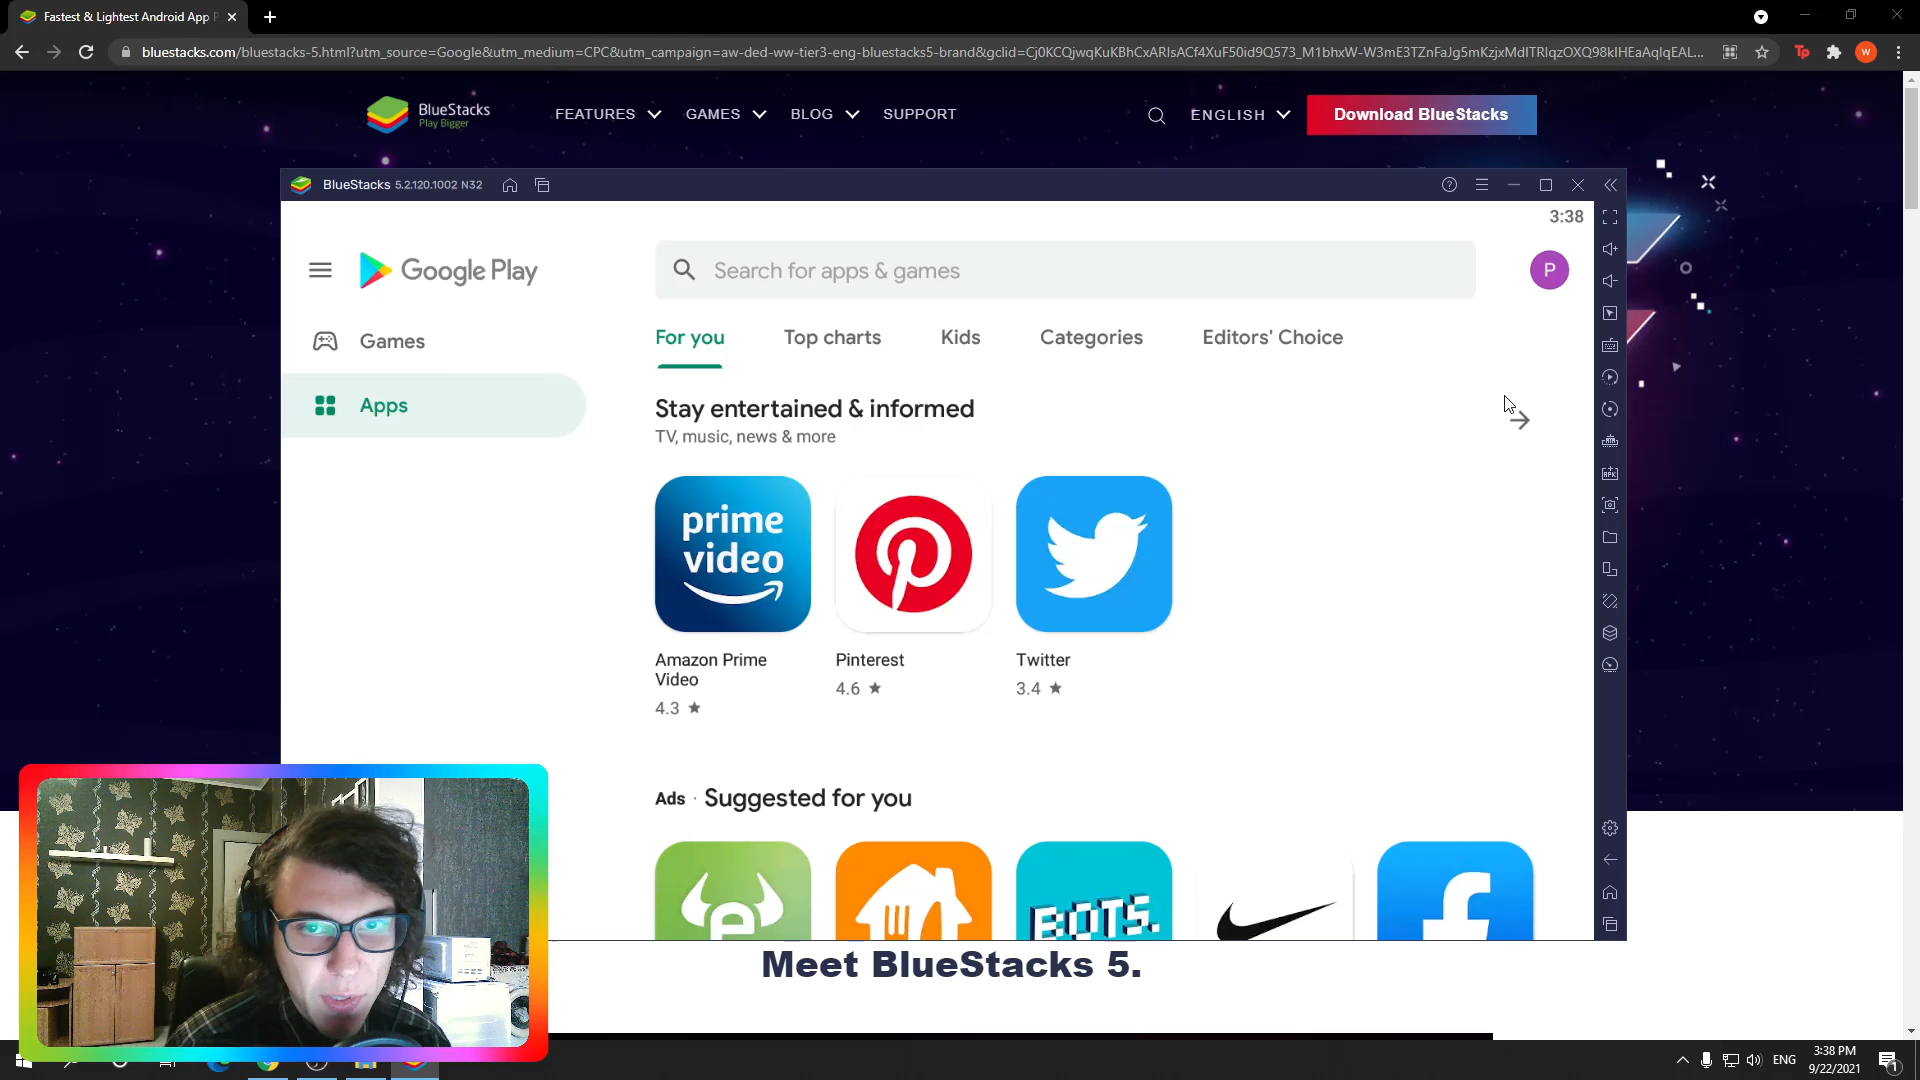 Fastest & Lightest Android App P
bluestacks.com/bluestacks-5.html?utm_source=Google&utm_medium=CPC&utm_campaign=aw-ded-ww-tier3-eng-bluestacks5-brand&gclid=
W
BlueStacks
Play Bigger
FEATURES
GAMES
BLOG
SUPPORT
ENGLISH
Download BlueStacks
BlueStacks 5.2.120.1002 N32
3:38
Google Play
Search for apps & games
P
Games
Apps
For you
Top charts
Kids
Categories
Editors' Choice
Stay entertained & informed
TV, music, news & more
prime
video
Amazon Prime
Video
4.3 ★
Pinterest
4.6 ★
Twitter
3.4 ★
Ads · Suggested for you
e
BOTS.
f
Meet BlueStacks 5.
ENG
3:38 PM
9/22/2021
1